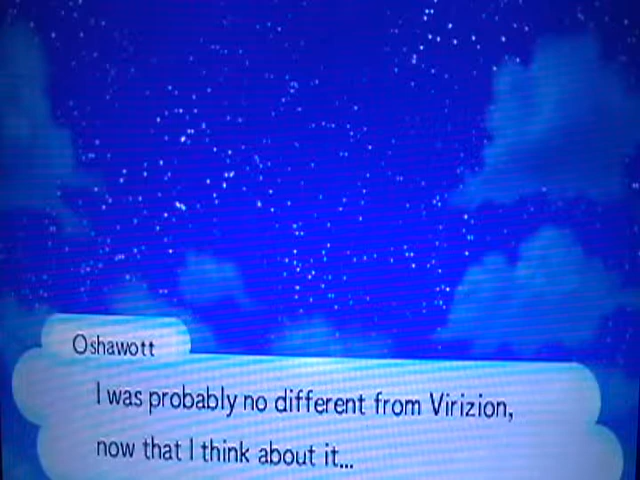 Oshawott
I was probably no different from Virizion,
now that I think about it...